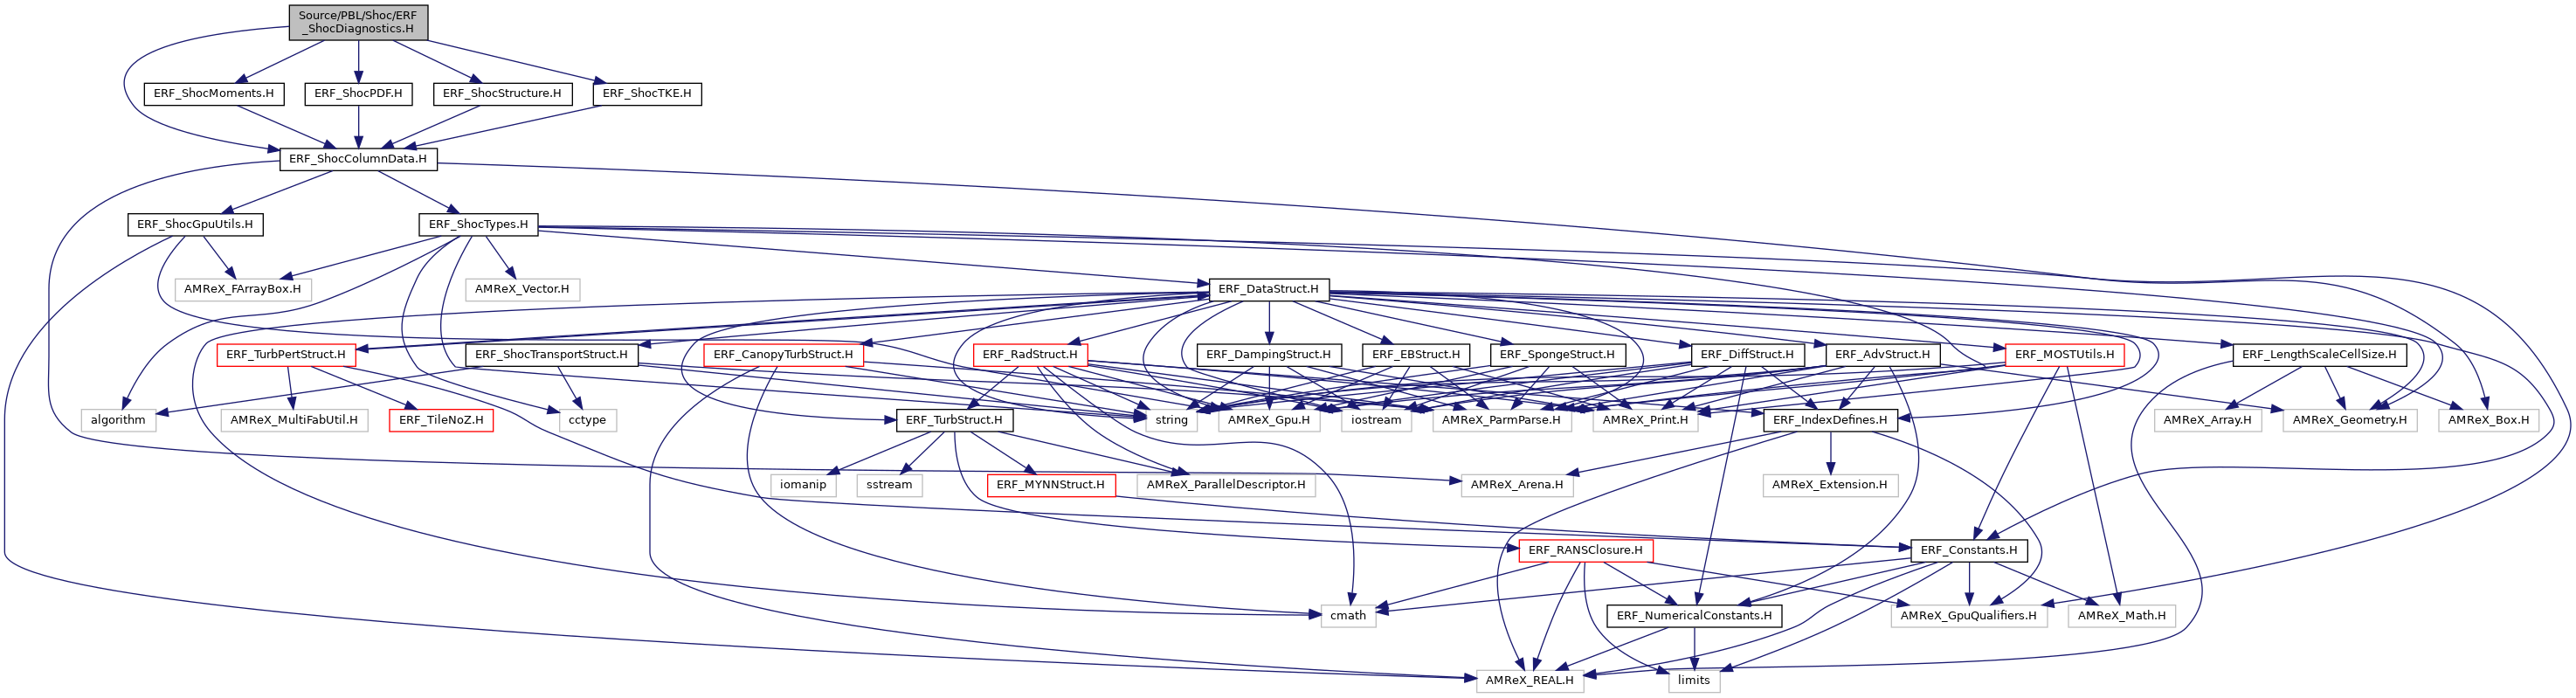 Source/PBL/Shoc/ERF
_ShocDiagnostics.H
ERF_ShocMoments.H
ERF_ShocPDF.H
ERF_ShocStructure.H
ERF_ShocTKE.H
ERF_ShocColumnData.H
ERF_ShocGpuUtils.H
ERF_ShocTypes.H
AMReX_FArrayBox.H
AMReX_Vector.H
ERF_DataStruct.H
ERF_TurbPertStruct.H
ERF_ShocTransportStruct.H
ERF_CanopyTurbStruct.H
ERF_RadStruct.H
ERF_DampingStruct.H
ERF_EBStruct.H
ERF_SpongeStruct.H
ERF_DiffStruct.H
ERF_AdvStruct.H
ERF_MOSTUtils.H
ERF_LengthScaleCellSize.H
algorithm
AMReX_MultiFabUtil.H
ERF_TileNoZ.H
cctype
ERF_TurbStruct.H
string
AMReX_Gpu.H
iostream
AMReX_ParmParse.H
AMReX_Print.H
ERF_IndexDefines.H
AMReX_Array.H
AMReX_Geometry.H
AMReX_Box.H
iomanip
sstream
ERF_MYNNStruct.H
AMReX_ParallelDescriptor.H
AMReX_Arena.H
AMReX_Extension.H
ERF_RANSClosure.H
ERF_Constants.H
cmath
ERF_NumericalConstants.H
AMReX_GpuQualifiers.H
AMReX_Math.H
AMReX_REAL.H
limits